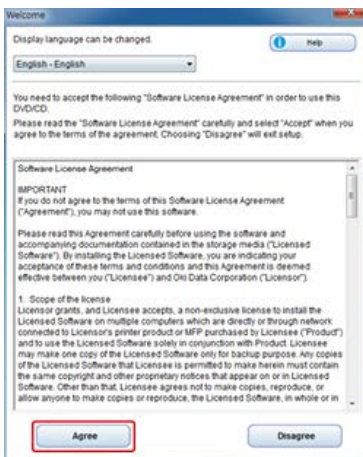 Welcome
Display language can be changed.
Help
English - English
You need to accept the following "Software License Agreement" in order to use this
DVD/CD.
Please read the "Software License Agreement" carefully and select "Accept" when you
agree to the terms of the agreement. Choosing "Disagree" will exit setup.
Software License Agreement
IMPORTANT
If you do not agree to the terms of this Software License Agreement
("Agreement"), you may not use this software.
Please read this Agreement carefully before using the software and
accompanying documentation contained in the storage media ("Licensed
Software"). By installing the Licensed Software, you are indicating your
acceptance of these terms and conditions and this Agreement is deemed
effective between you ("Licensee") and Oki Data Corporation ("Licensor").
1. Scope of the license
Licensor grants, and Licensee accepts, a non-exclusive license to install the
Licensed Software on multiple computers which are directly or through network
connected to Licensor's printer product or MFP purchased by Licensee ("Product")
and to use the Licensed Software solely in conjunction with Product. Licensee
may make one copy of the Licensed Software only for backup purpose. Any copies
of the Licensed Software that Licensee is permitted to make herein must contain
the same copyright and other proprietary notices that appear on or in Licensed
Software. Other than that, Licensee agrees not to make copies, reproduce, or
allow anyone to make copies or reproduce, the Licensed Software, in whole or in
Agree
Disagree